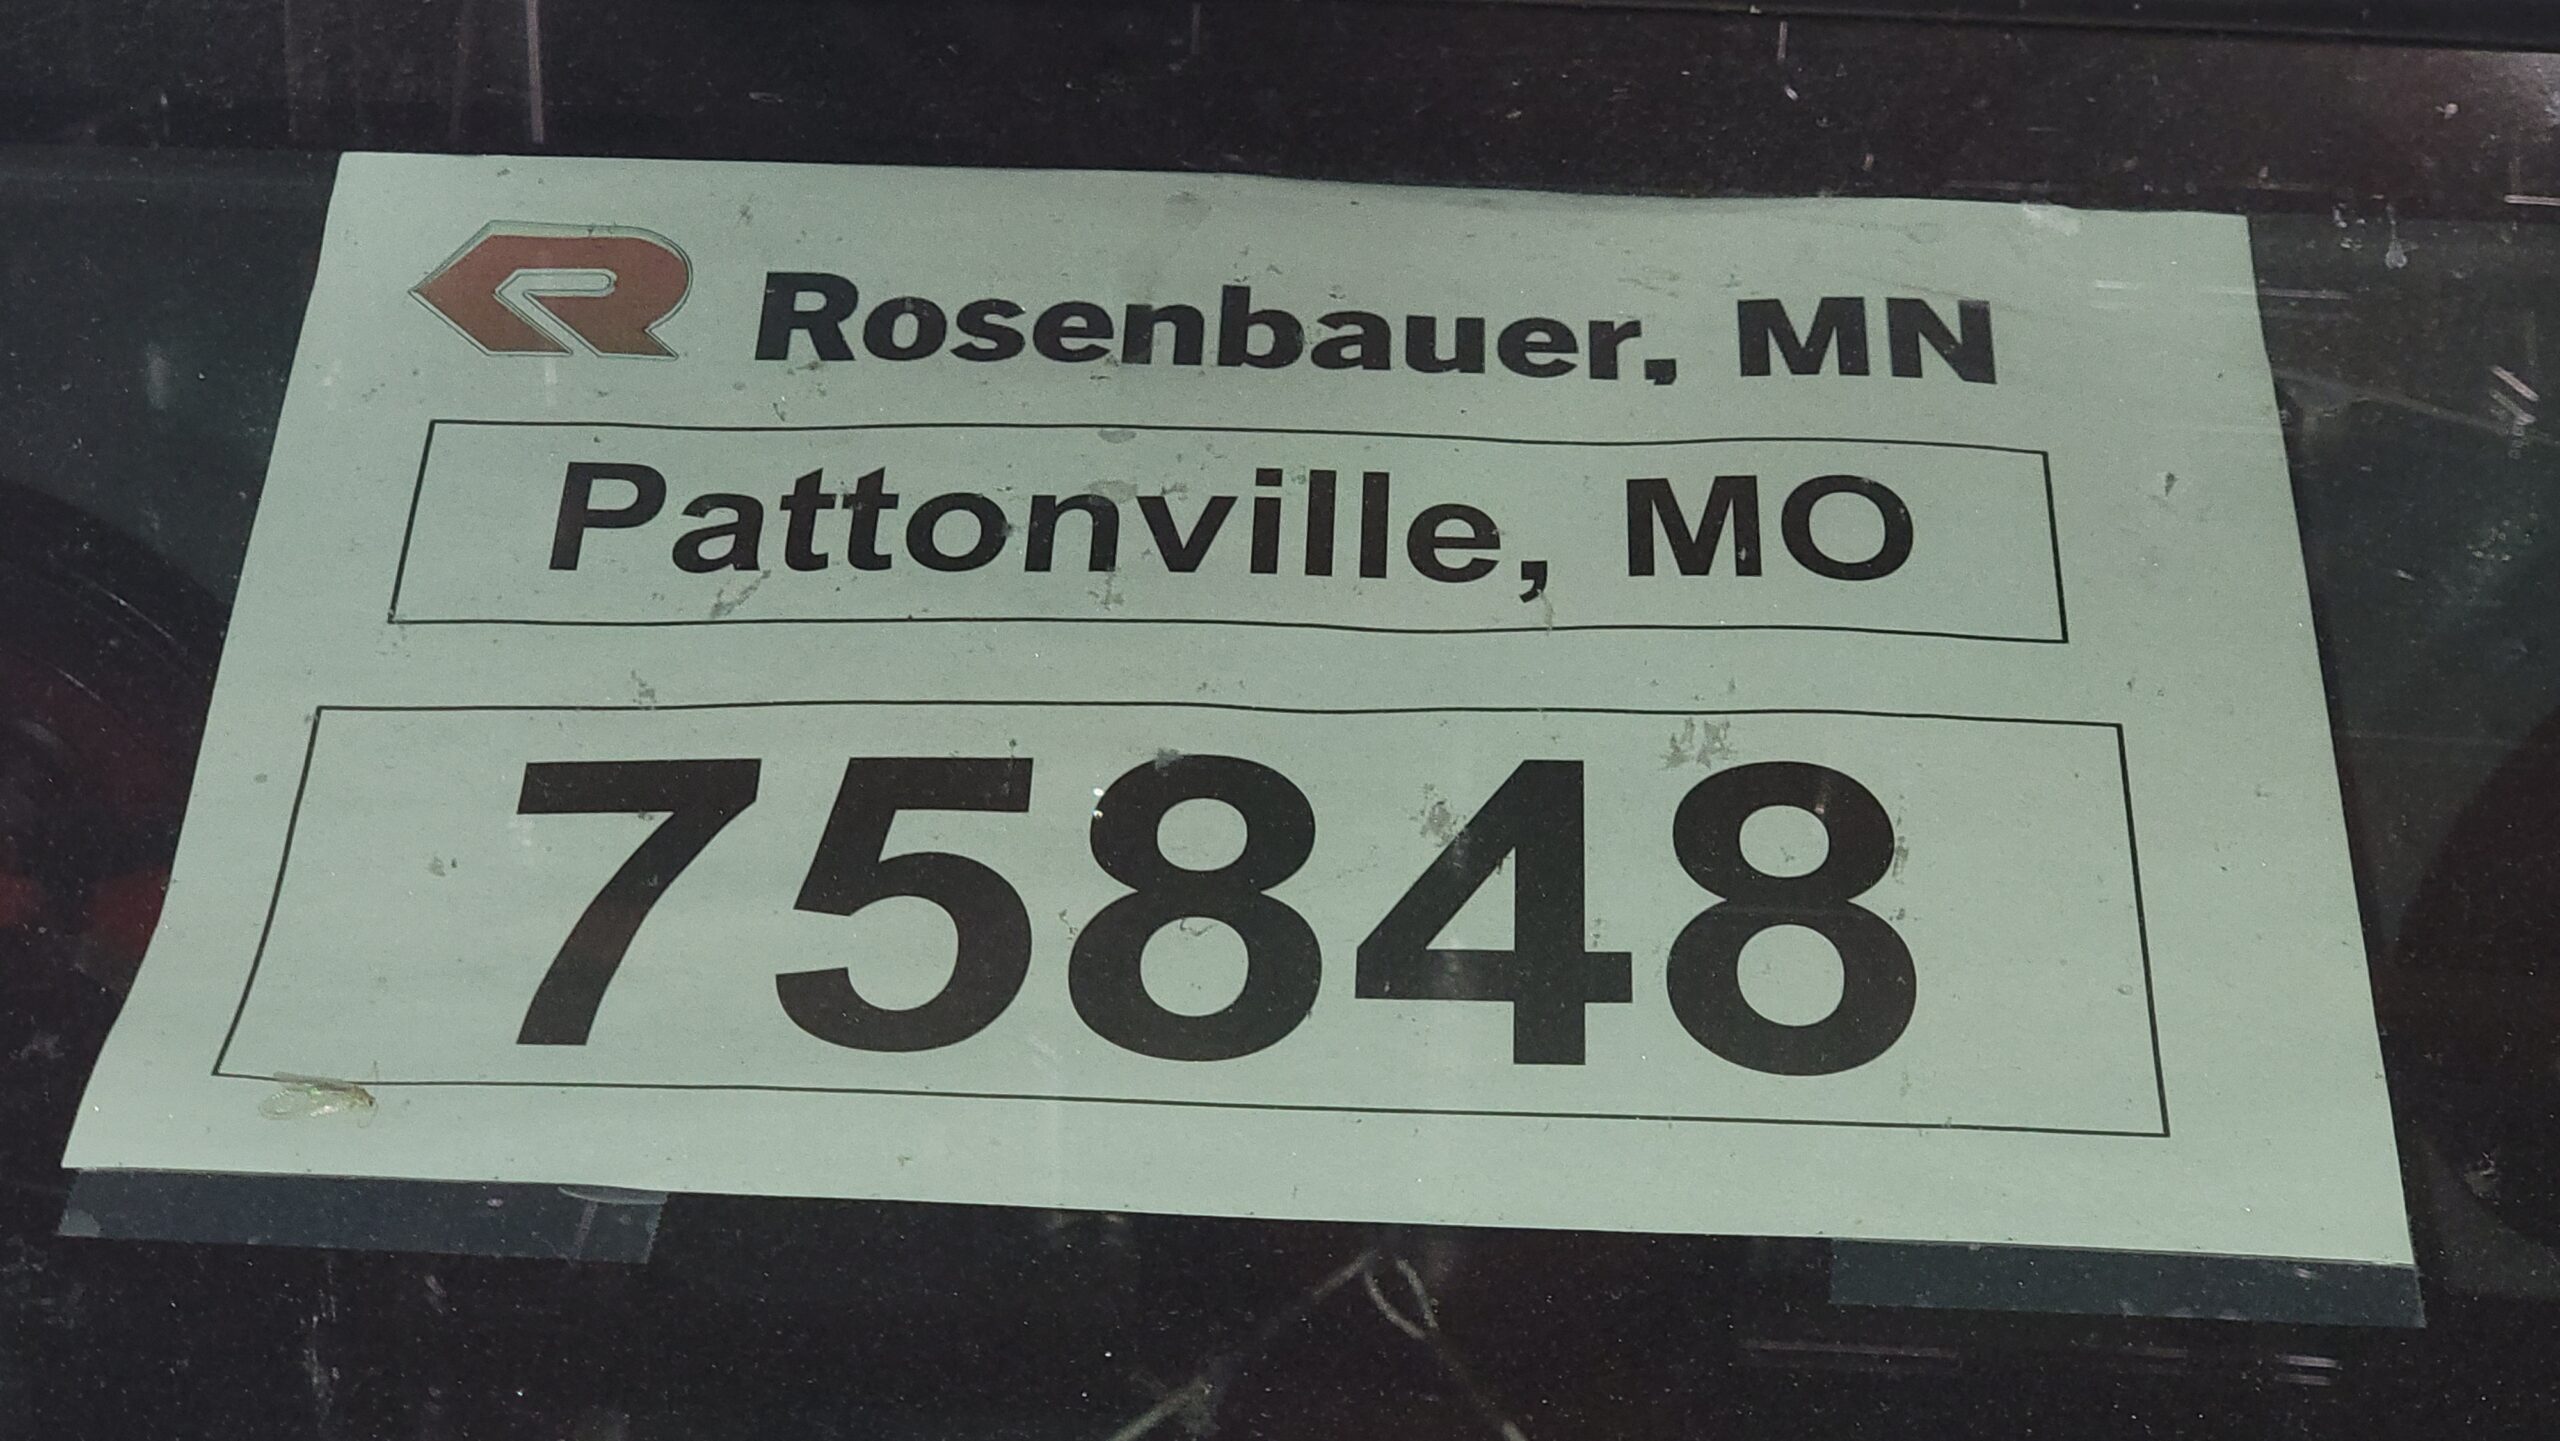 Rosenbauer, MN
Pattonville, MO
75848